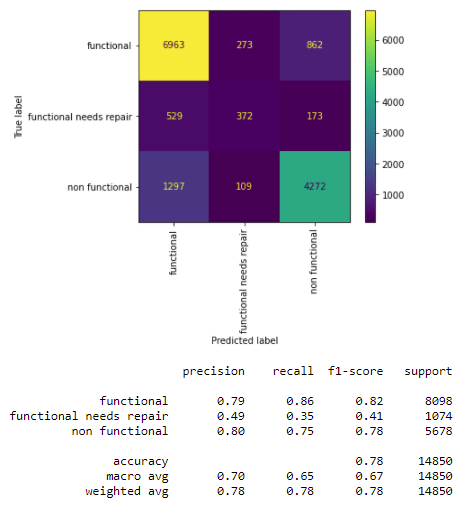 functional
functional needs repair
non functional
True label
6963 273 862
529 372 173
1297 109 4272
functional
functional needs repair
non functional
Predicted label
6000
5000
4000
3000
2000
1000
precision recall f1-score support
functional 0.79 0.86 0.82 8098
functional needs repair 0.49 0.35 0.41 1074
non functional 0.80 0.75 0.78 5678
accuracy 0.78 14850
macro avg 0.70 0.65 0.67 14850
weighted avg 0.78 0.78 0.78 14850